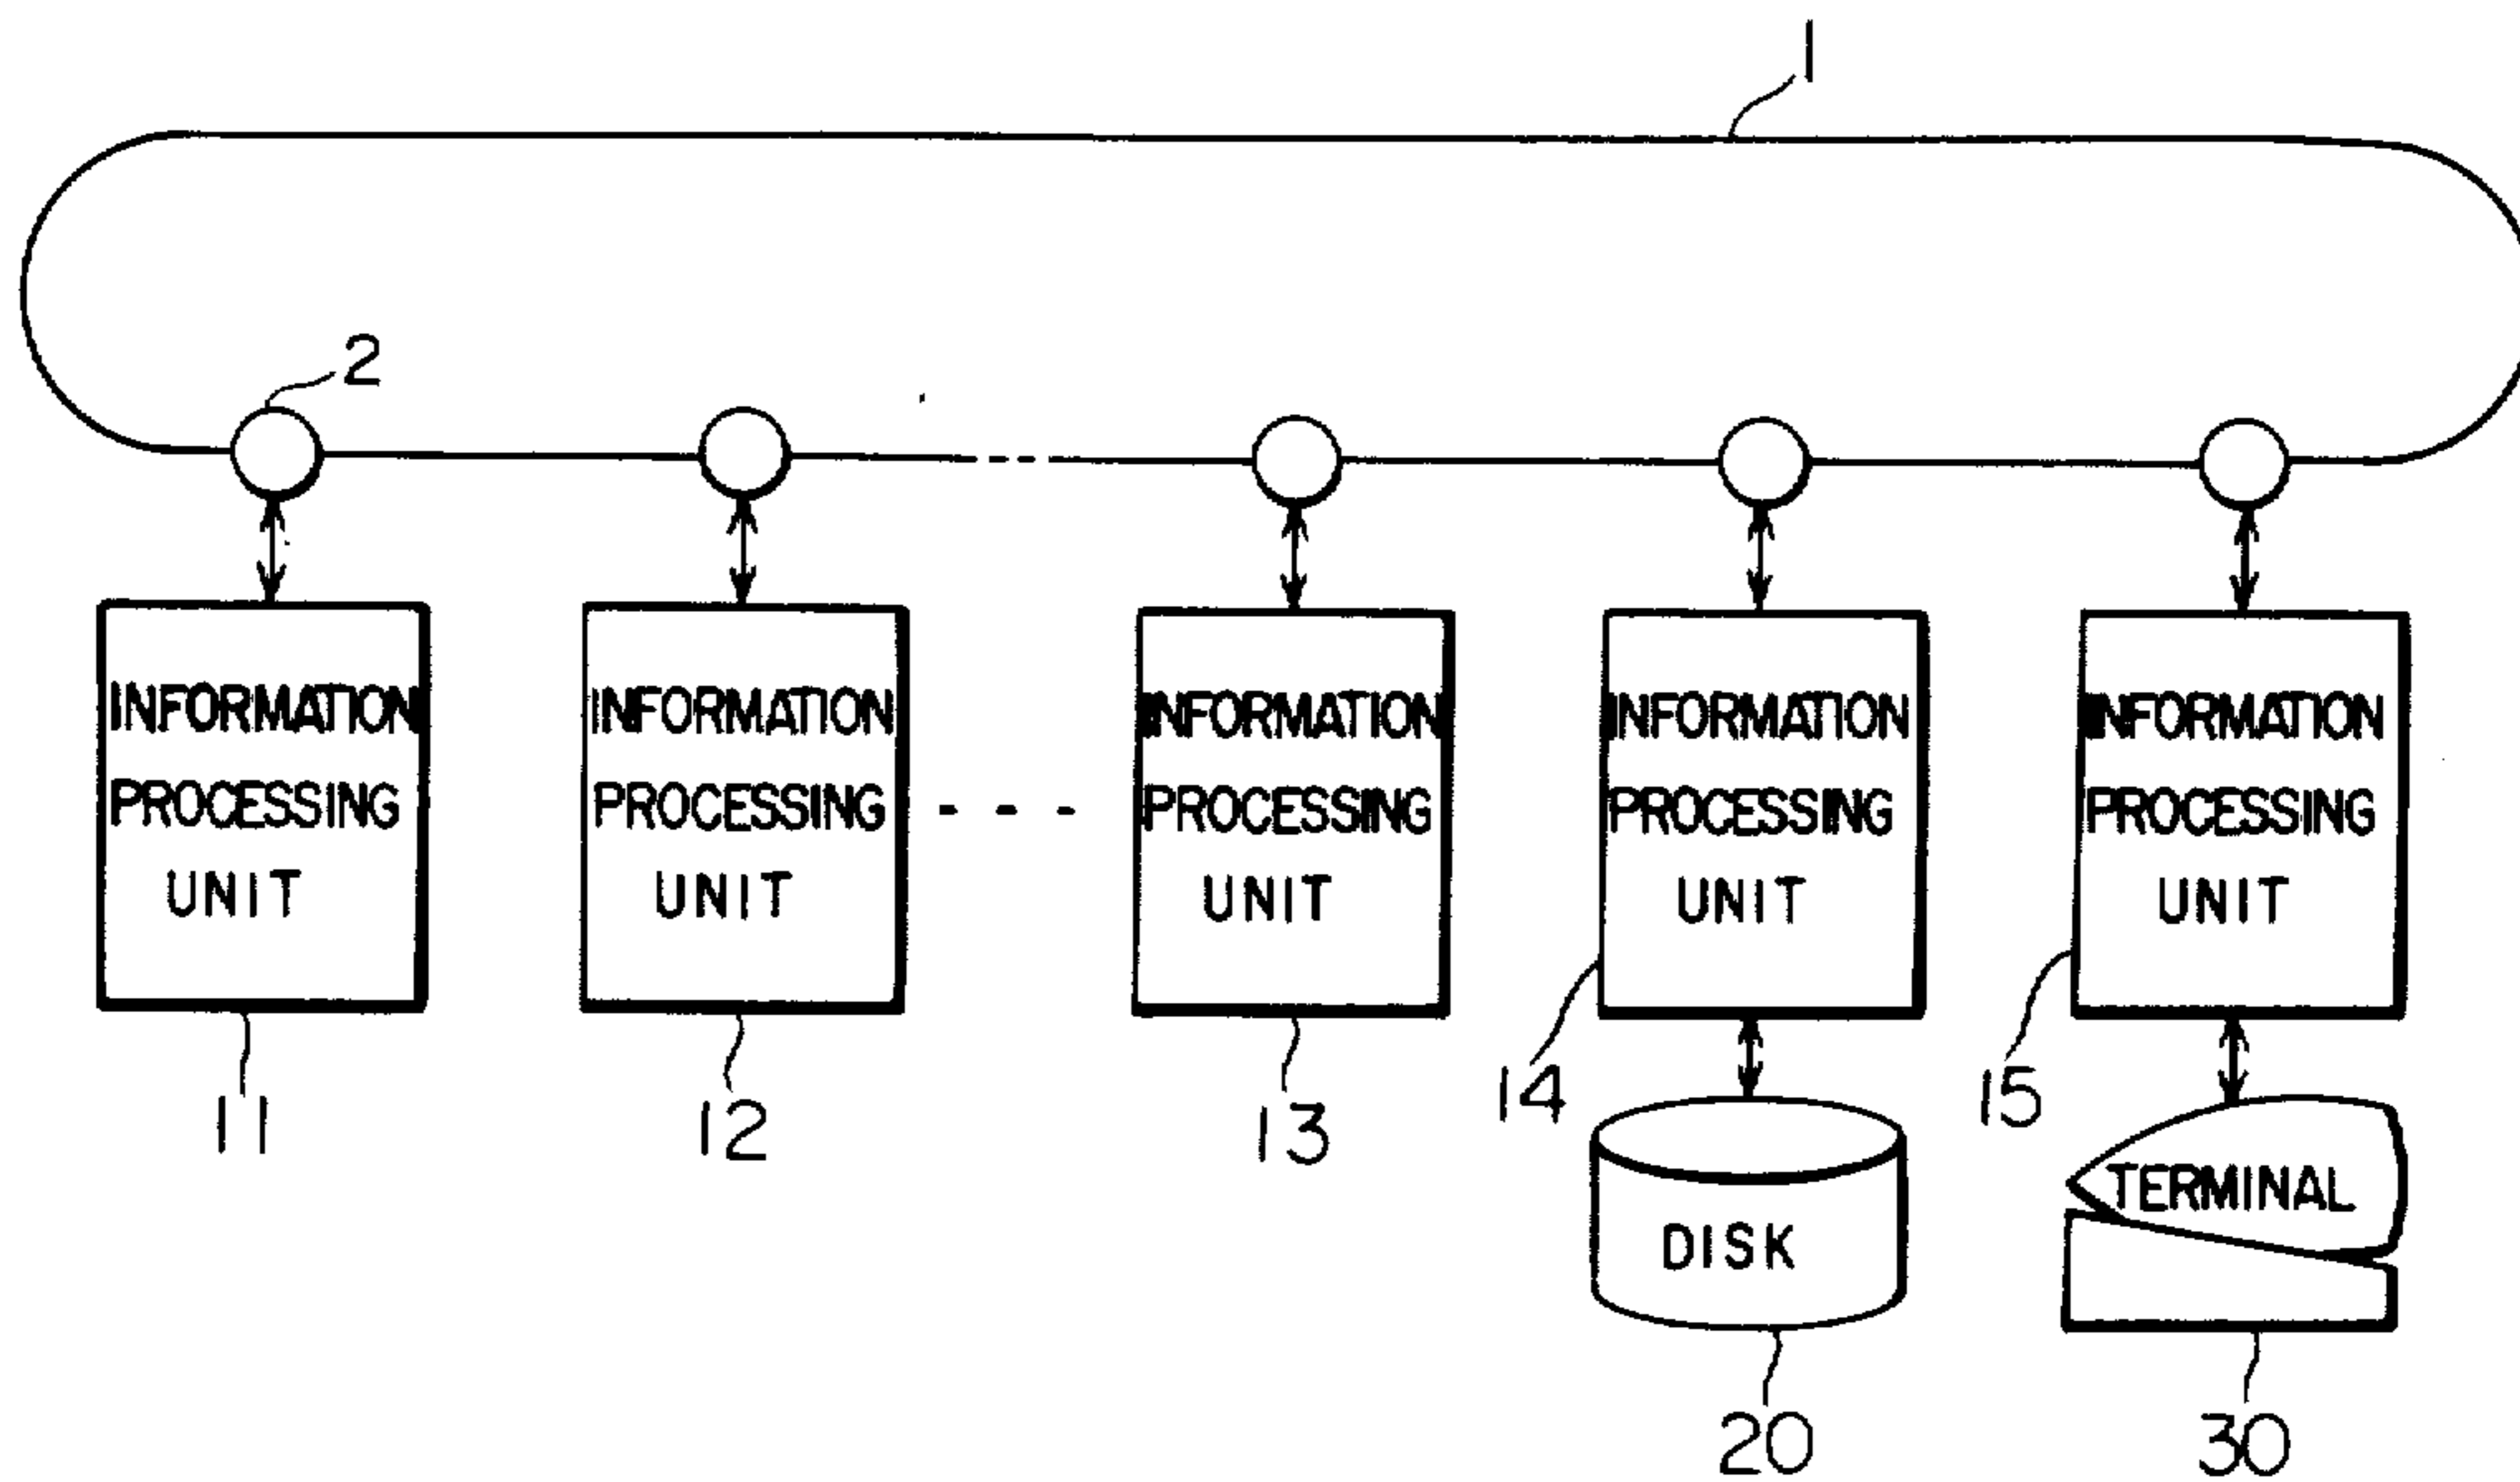 1
2
INFORMATION
PROCESSING
UNIT
INFORMATION
PROCESSING
UNIT
INFORMATION
PROCESSING
UNIT
INFORMATION
PROCESSING
UNIT
INFORMATION
PROCESSING
UNIT
11
12
13
14
15
DISK
TERMINAL
20
30